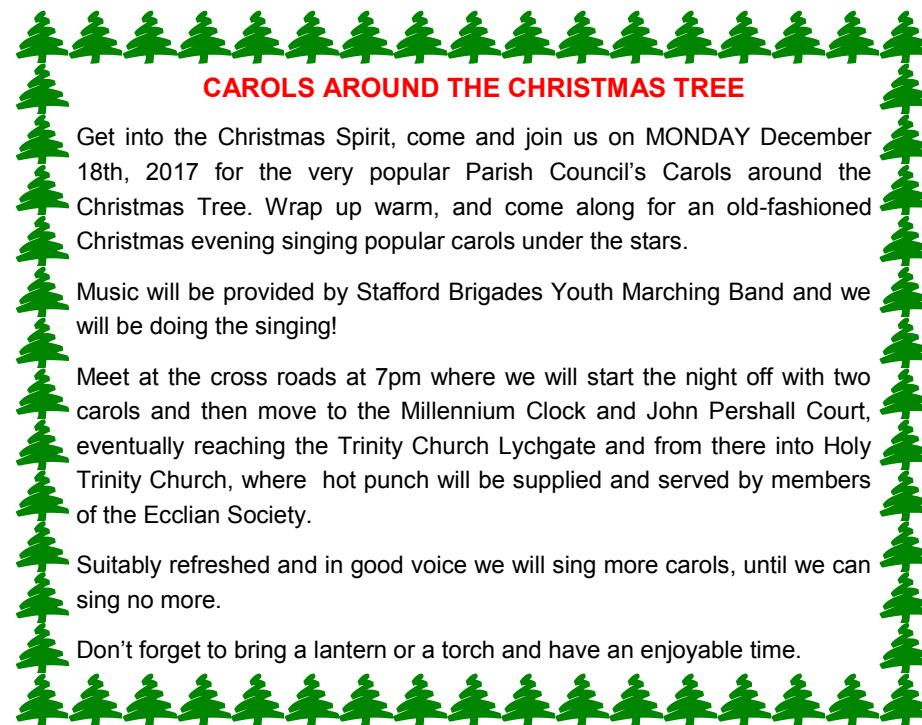 CAROLS AROUND THE CHRISTMAS TREE
Get into the Christmas Spirit, come and join us on MONDAY December
18th, 2017 for the very popular Parish Council’s Carols around the
Christmas Tree. Wrap up warm, and come along for an old-fashioned
Christmas evening singing popular carols under the stars.
Music will be provided by Stafford Brigades Youth Marching Band and we
will be doing the singing!
Meet at the cross roads at 7pm where we will start the night off with two
carols and then move to the Millennium Clock and John Pershall Court,
eventually reaching the Trinity Church Lychgate and from there into Holy
Trinity Church, where hot punch will be supplied and served by members
of the Ecclian Society.
Suitably refreshed and in good voice we will sing more carols, until we can
sing no more.
Don’t forget to bring a lantern or a torch and have an enjoyable time.